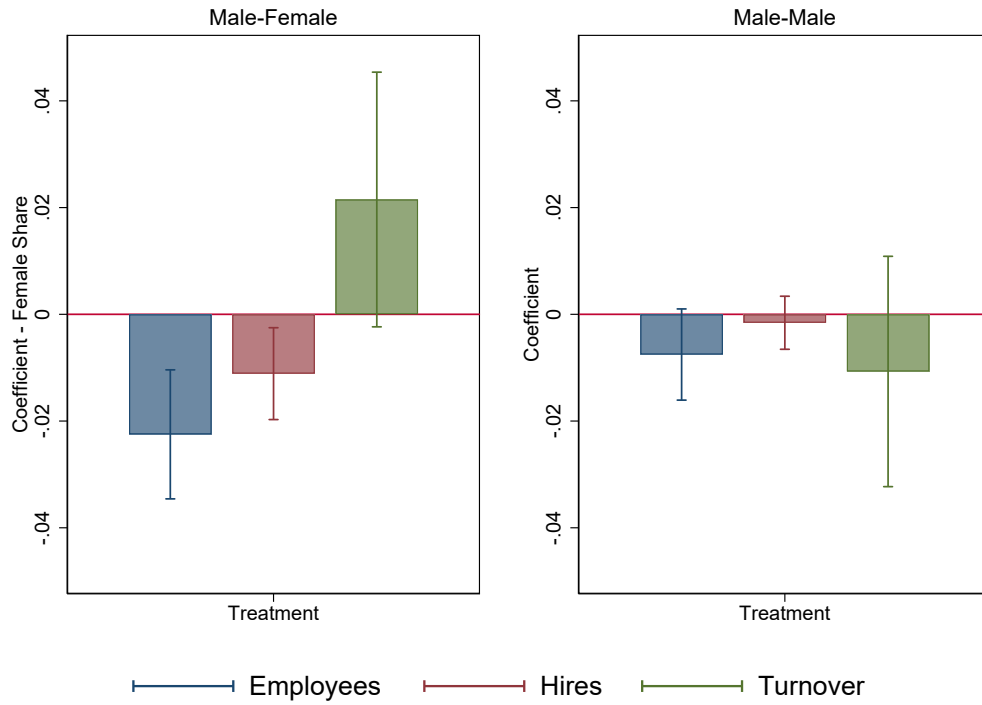 Male-Female
Male-Male
Coefficient - Female Share
.04
.02
0
-.02
-.04
Treatment
Coefficient
.04
.02
0
-.02
-.04
Treatment
Employees
Hires
Turnover